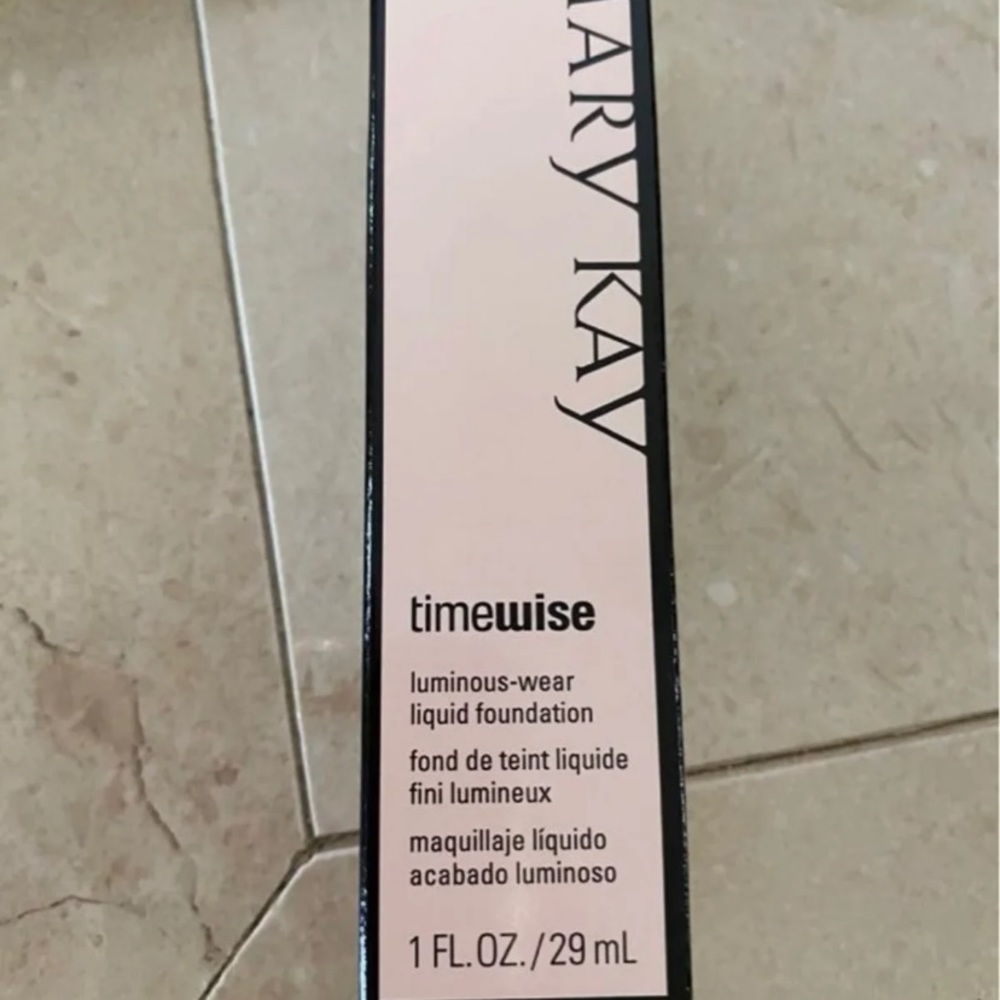 MARY KAY
timewise
luminous-wear
liquid foundation
fond de teint liquide
fini lumineux
maquillaje líquido
acabado luminoso
1 FL. OZ. / 29 mL